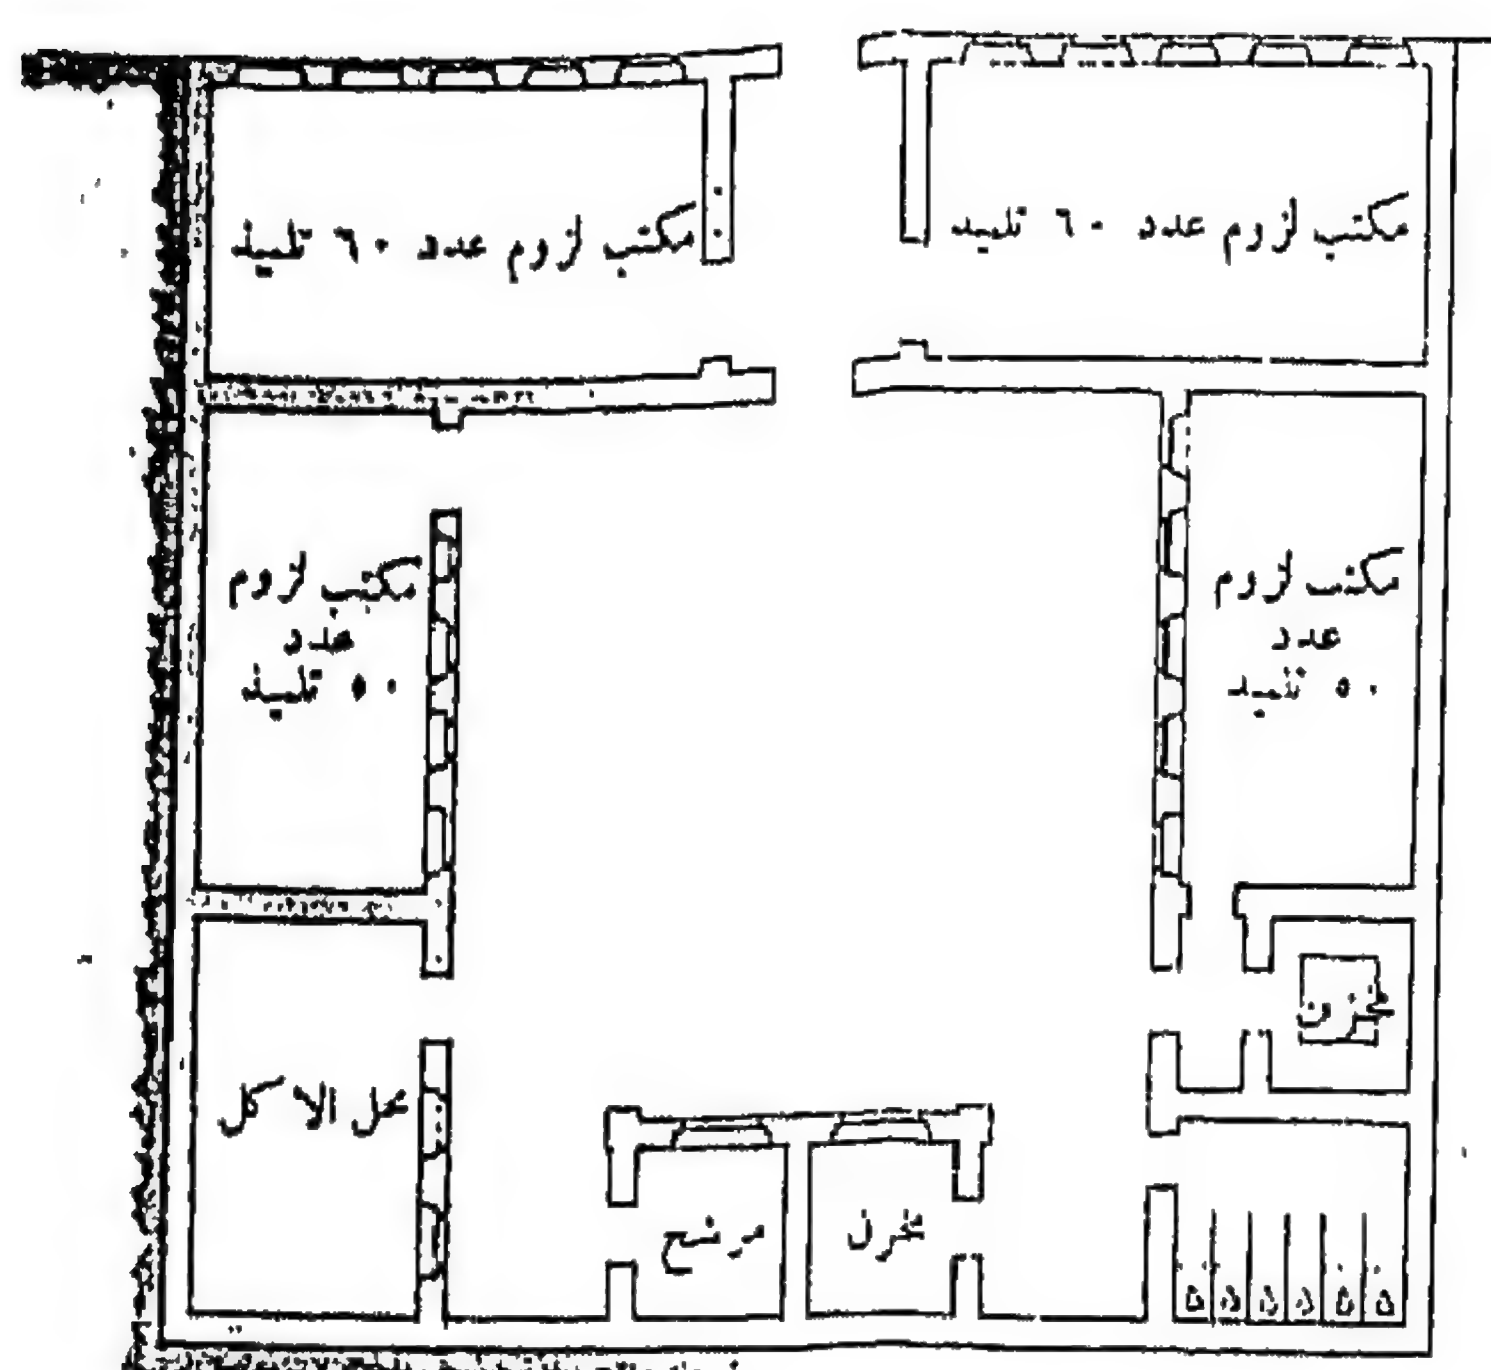 مكتب لزوم عدد ٦٠ تلميذ
مكتب لزوم عدد ٦٠ تلميذ
مكتب لزوم
عدد
٥٠ تلميذ
مكتب لزوم
عدد
٥٠ تلميذ
مخزن
محل الاكل
مخزن
مرشح